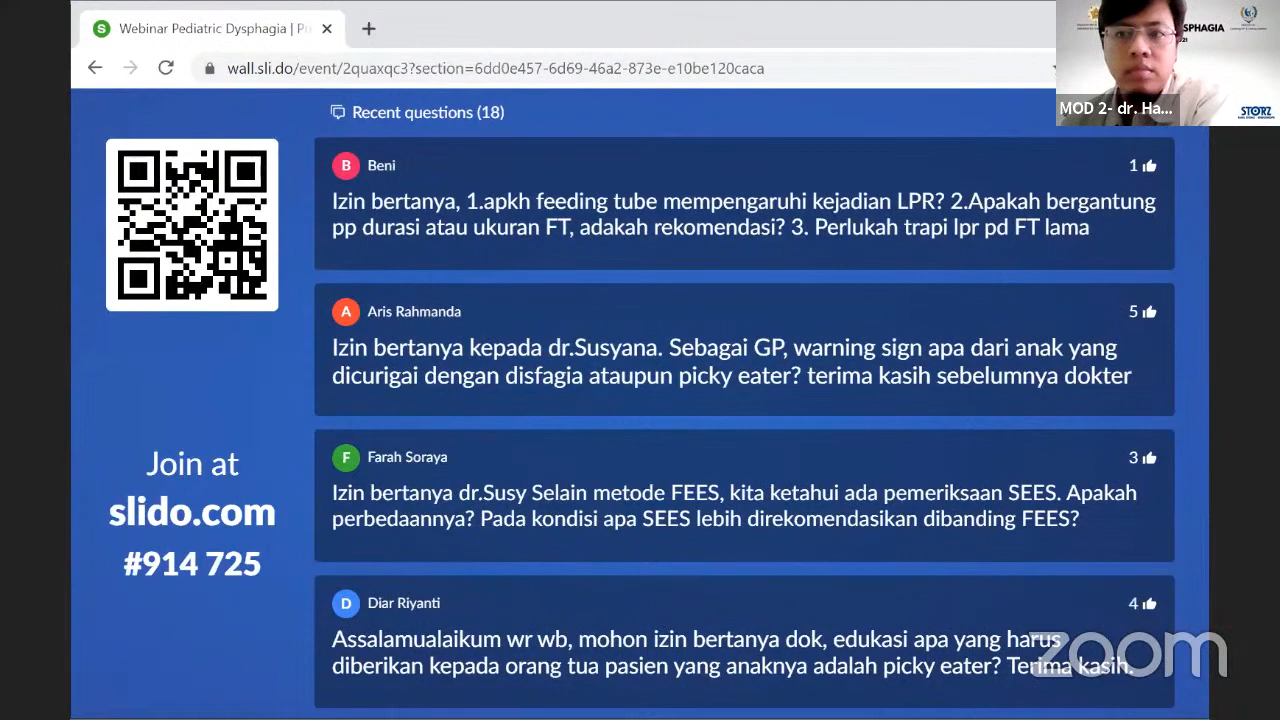 Webinar Pediatric Dysphagia | P
wall.sli.do/event/2quaxqc3?section=6dd0e457-6d69-46a2-873e-e10be120caca
SPHAGIA
MOD 2- dr. Ha...
STORZ
Recent questions (18)
B Beni 1
Izin bertanya, 1.apkh feeding tube mempengaruhi kejadian LPR? 2.Apakah bergantung
pp durasi atau ukuran FT, adakah rekomendasi? 3. Perlukah trapi lpr pd FT lama
A Aris Rahmanda 5
Izin bertanya kepada dr.Susyana. Sebagai GP, warning sign apa dari anak yang
dicurigai dengan disfagia ataupun picky eater? terima kasih sebelumnya dokter
F Farah Soraya 3
Izin bertanya dr.Susy Selain metode FEES, kita ketahui ada pemeriksaan SEES. Apakah
perbedaannya? Pada kondisi apa SEES lebih direkomendasikan dibanding FEES?
D Diar Riyanti 4
Assalamualaikum wr wb, mohon izin bertanya dok, edukasi apa yang harus
diberikan kepada orang tua pasien yang anaknya adalah picky eater? Terima kasih.
Join at
slido.com
#914 725
zoom